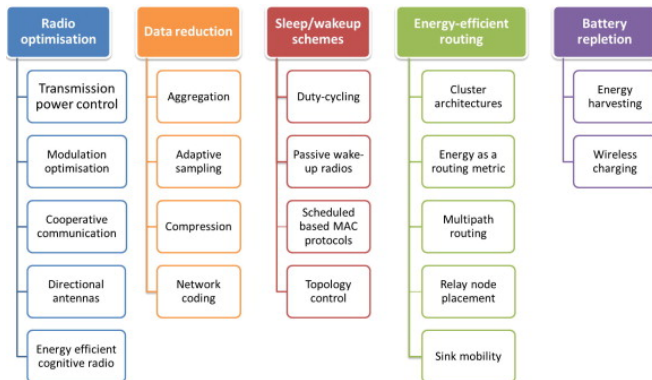 Radio
optimisation
Transmission
power control
Modulation
optimisation
Cooperative
communication
Directional
antennas
Energy efficient
cognitive radio
Data reduction
Aggregation
Adaptive
sampling
Compression
Network
coding
Sleep/wakeup
schemes
Duty-cycling
Passive wake-
up radios
Scheduled
based MAC
protocols
Topology
control
Energy-efficient
routing
Cluster
architectures
Energy as a
routing metric
Multipath
routing
Relay node
placement
Sink mobility
Battery
repletion
Energy
harvesting
Wireless
charging